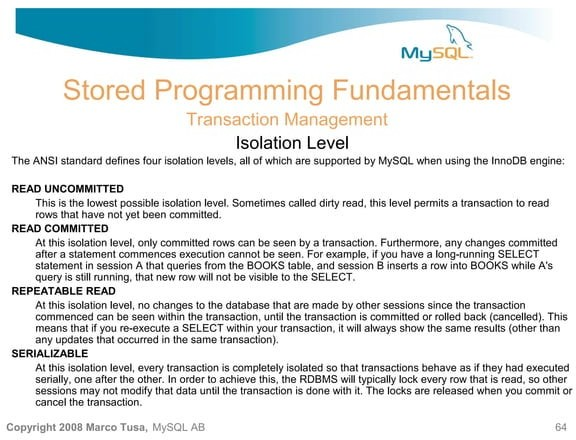 MySQL
Stored Programming Fundamentals
Transaction Management
Isolation Level
The ANSI standard defines four isolation levels, all of which are supported by MySQL when using the InnoDB engine:
READ UNCOMMITTED
This is the lowest possible isolation level. Sometimes called dirty read, this level permits a transaction to read
rows that have not yet been committed.
READ COMMITTED
At this isolation level, only committed rows can be seen by a transaction. Furthermore, any changes committed
after a statement commences execution cannot be seen. For example, if you have a long-running SELECT
statement in session A that queries from the BOOKS table, and session B inserts a row into BOOKS while A's
query is still running, that new row will not be visible to the SELECT.
REPEATABLE READ
At this isolation level, no changes to the database that are made by other sessions since the transaction
commenced can be seen within the transaction, until the transaction is committed or rolled back (cancelled). This
means that if you re-execute a SELECT within your transaction, it will always show the same results (other than
any updates that occurred in the same transaction).
SERIALIZABLE
At this isolation level, every transaction is completely isolated so that transactions behave as if they had executed
serially, one after the other. In order to achieve this, the RDBMS will typically lock every row that is read, so other
sessions may not modify that data until the transaction is done with it. The locks are released when you commit or
cancel the transaction.
Copyright 2008 Marco Tusa, MySQL AB
64